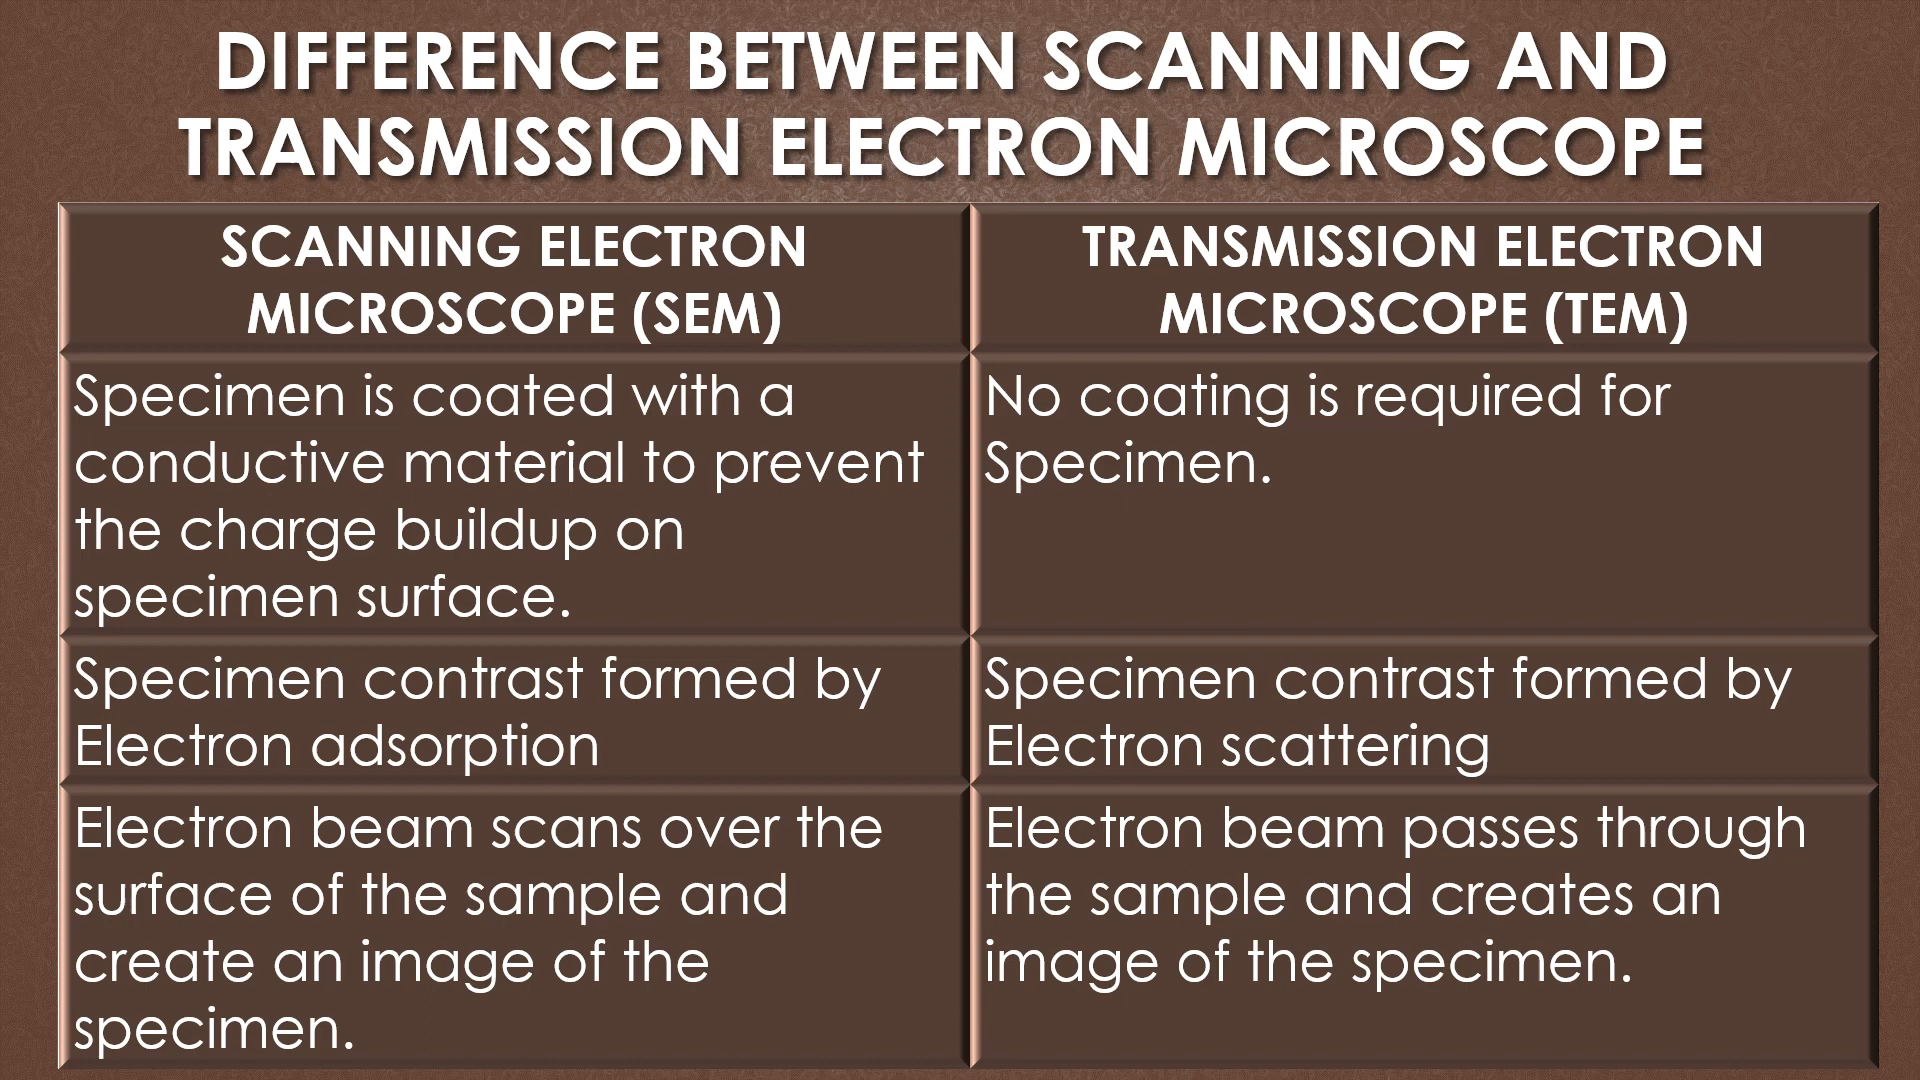 DIFFERENCE BETWEEN SCANNING AND
TRANSMISSION ELECTRON MICROSCOPE
SCANNING ELECTRON
MICROSCOPE (SEM)
TRANSMISSION ELECTRON
MICROSCOPE (TEM)
Specimen is coated with a
conductive material to prevent
the charge buildup on
specimen surface.
No coating is required for
Specimen.
Specimen contrast formed by
Electron adsorption
Specimen contrast formed by
Electron scattering
Electron beam scans over the
surface of the sample and
create an image of the
specimen.
Electron beam passes through
the sample and creates an
image of the specimen.